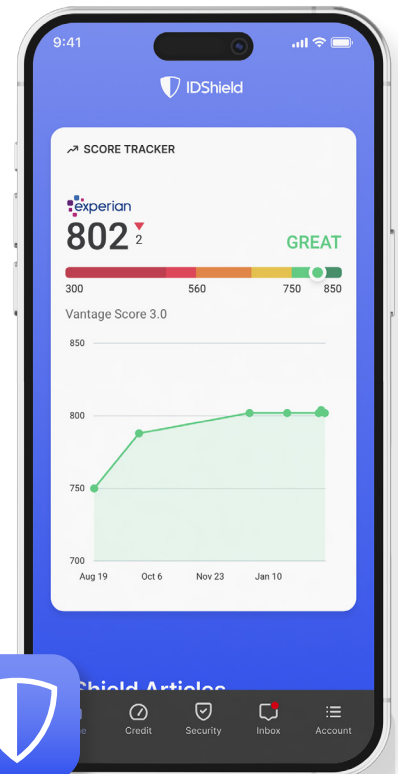 9:41
IDShield
SCORE TRACKER
experian
802 2
GREAT
300 560 750 850
Vantage Score 3.0
850
800
750
700
Aug 19 Oct 6 Nov 23 Jan 10
Articles
Credit Security Inbox Account